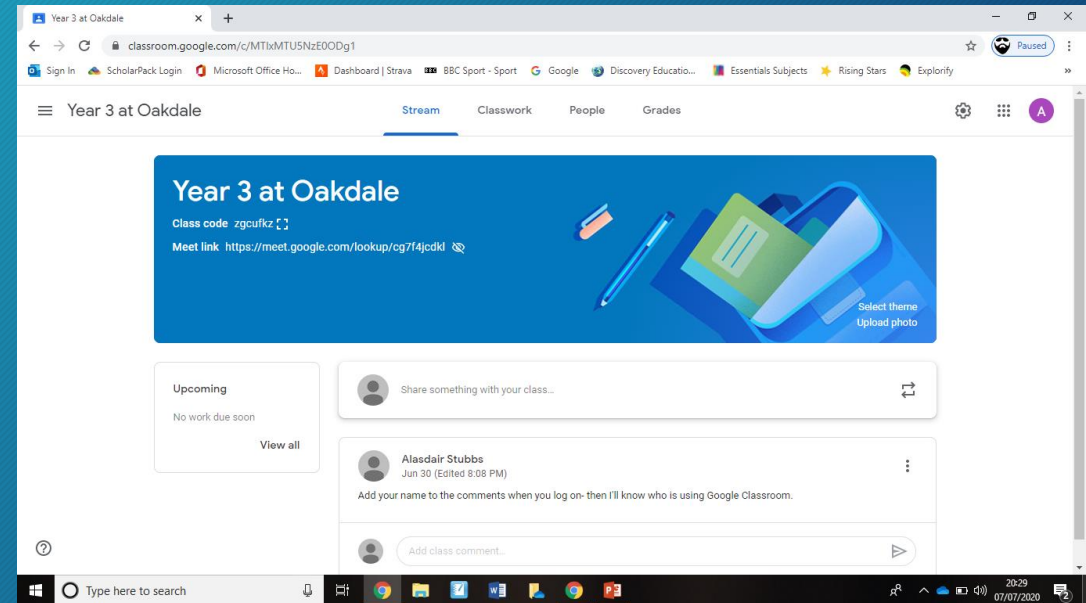 Year 3 at Oakdale
classroom.google.com/c/MTIxMTU5NzE0ODg1
Paused
Sign In ScholarPack Login Microsoft Office Ho... Dashboard | Strava BBC Sport - Sport Google Discovery Educatio... Essentials Subjects Rising Stars Explorify
Year 3 at Oakdale
Stream Classwork People Grades
A
Year 3 at Oakdale
Class code zgcufkz
Meet link https://meet.google.com/lookup/cg7f4jcdkl
Select theme
Upload photo
Upcoming
No work due soon
View all
Share something with your class...
Alasdair Stubbs
Jun 30 (Edited 8:08 PM)
Add your name to the comments when you log on- then I'll know who is using Google Classroom.
Add class comment...
Type here to search
20:29
07/07/2020
2